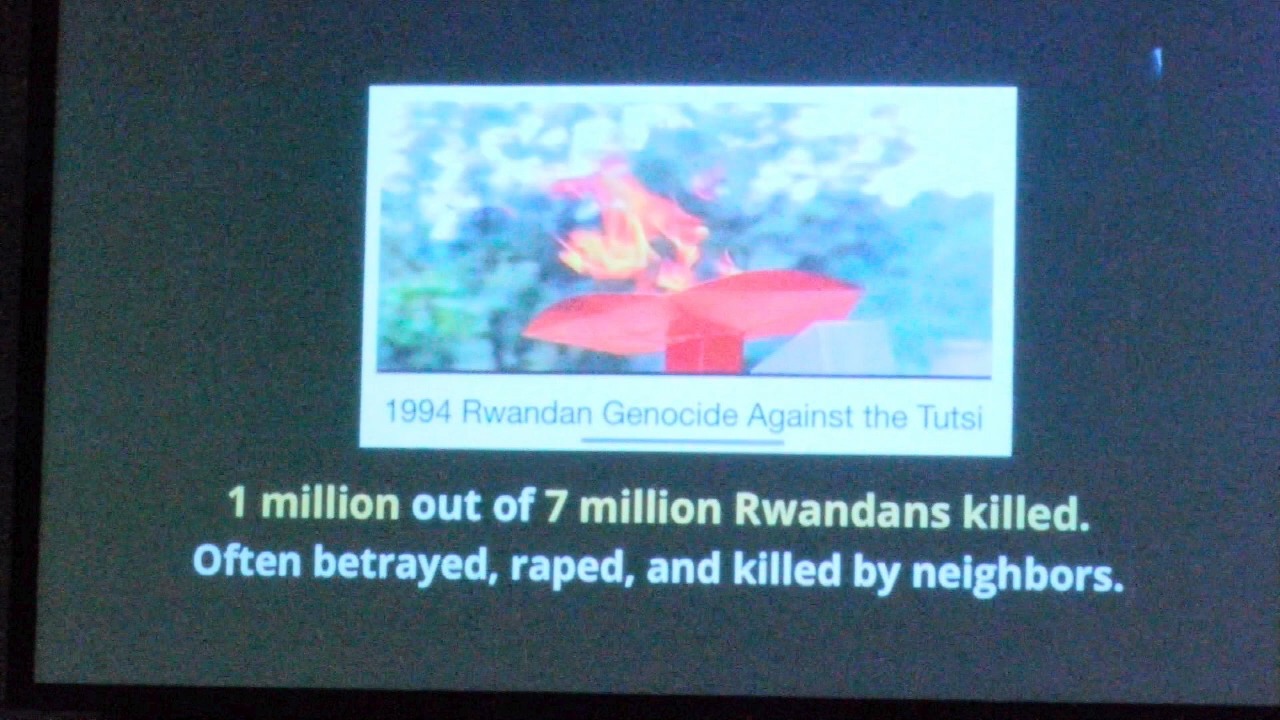 1994 Rwandan Genocide Against the Tutsi
1 million out of 7 million Rwandans killed.
Often betrayed, raped, and killed by neighbors.